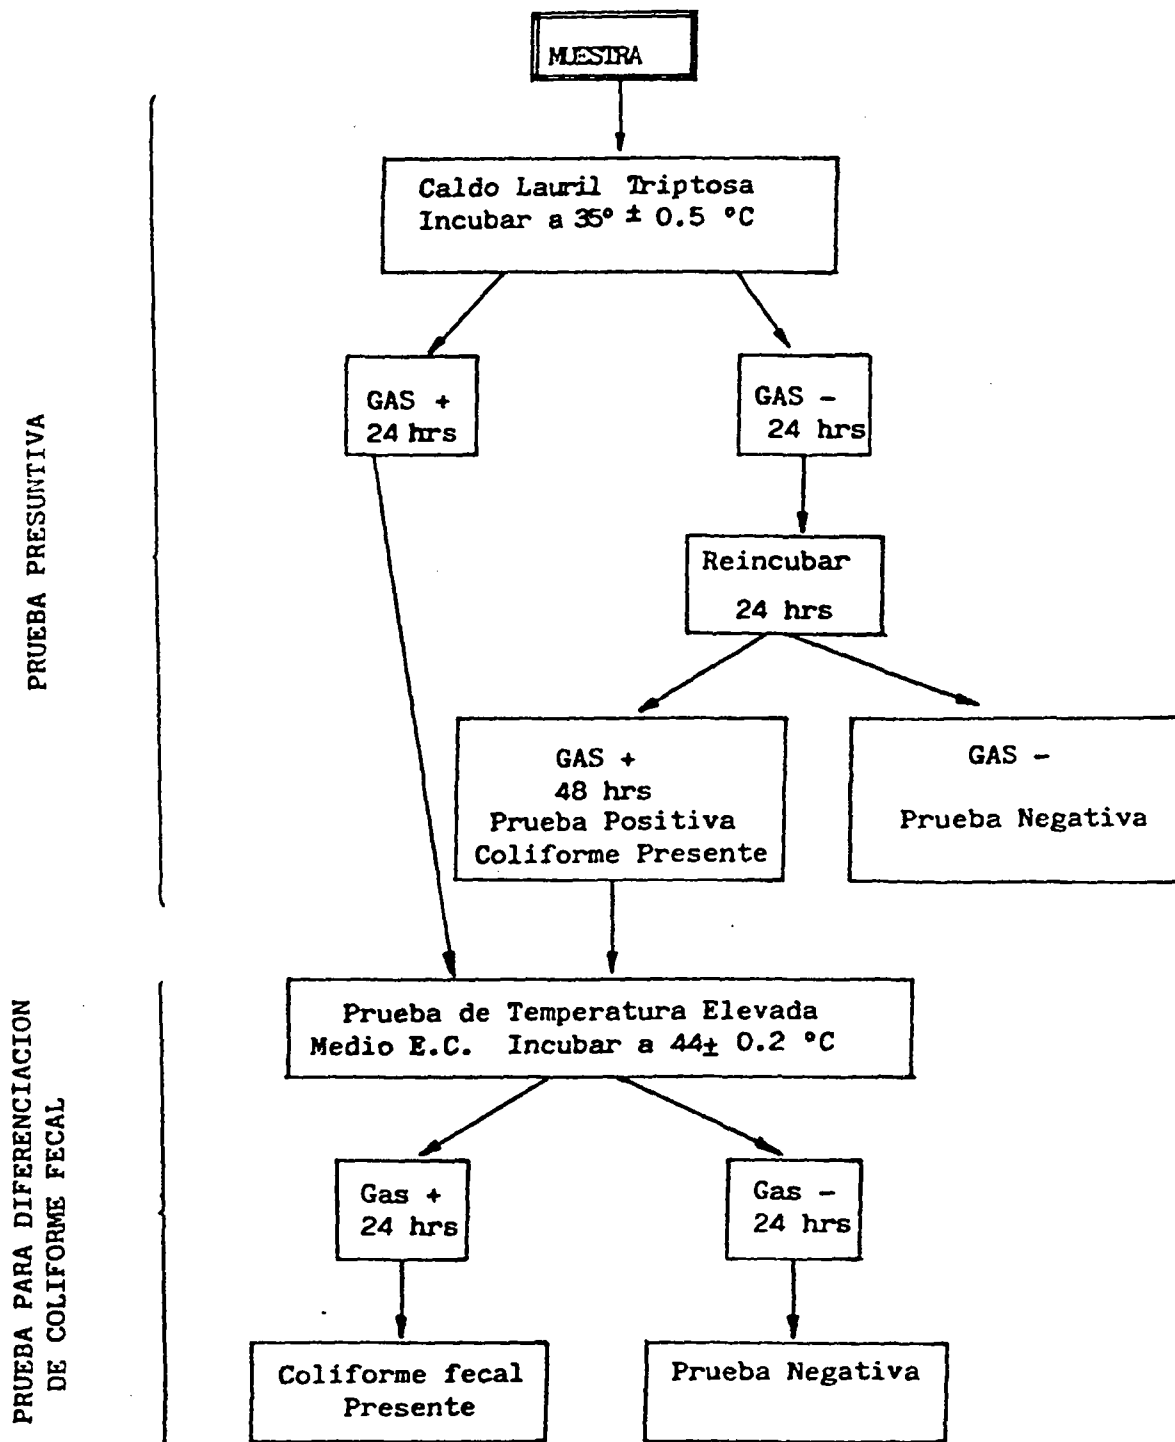 MUESTRA
Caldo Lauril Triptosa
Incubar a 35° ± 0.5 °C
GAS +
24 hrs
GAS -
24 hrs
PRUEBA PRESUNTIVA
Reincubar
24 hrs
GAS +
48 hrs
Prueba Positiva
Coliforme Presente
GAS -
Prueba Negativa
Prueba de Temperatura Elevada
Medio E.C. Incubar a 44± 0.2 °C
PRUEBA PARA DIFERENCIACION
DE COLIFORME FECAL
Gas +
24 hrs
Gas -
24 hrs
Coliforme fecal
Presente
Prueba Negativa